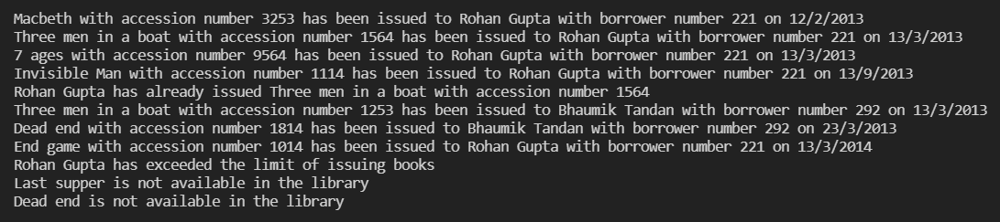 Macbeth with accession number 3253 has been issued to Rohan Gupta with borrower number 221 on 12/2/2013
Three men in a boat with accession number 1564 has been issued to Rohan Gupta with borrower number 221 on 13/3/2013
7 ages with accession number 9564 has been issued to Rohan Gupta with borrower number 221 on 13/3/2013
Invisible Man with accession number 1114 has been issued to Rohan Gupta with borrower number 221 on 13/9/2013
Rohan Gupta has already issued Three men in a boat with accession number 1564
Three men in a boat with accession number 1253 has been issued to Bhaumik Tandan with borrower number 292 on 13/3/2013
Dead end with accession number 1814 has been issued to Bhaumik Tandan with borrower number 292 on 23/3/2013
End game with accession number 1014 has been issued to Rohan Gupta with borrower number 221 on 13/3/2014
Rohan Gupta has exceeded the limit of issuing books
Last supper is not available in the library
Dead end is not available in the library